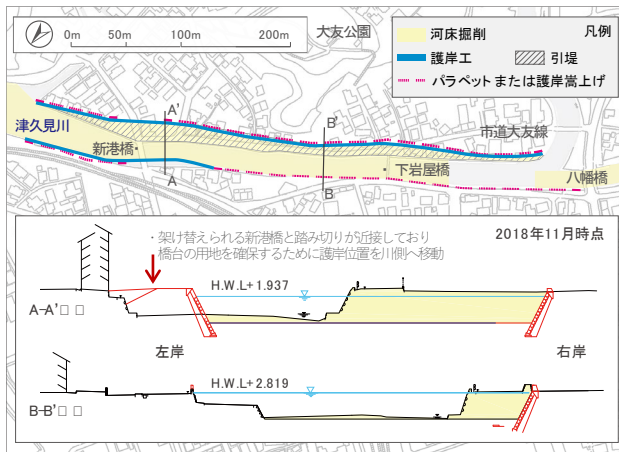 0m 50m 100m 200m
大友公園
凡例
河床掘削
護岸工 引堤
パラペット または護岸嵩上げ
A'
B'
津久見川
市道大友線
新港橋
下岩屋橋
八幡橋
A
B
・架け替えられる新港橋と踏み切りが近接しており
橋台の用地を確保するために護岸位置を川側へ移動
2018年11月時点
H.W.L+1.937
A-A'□ □
左岸
右岸
H.W.L+2.819
B-B'□ □